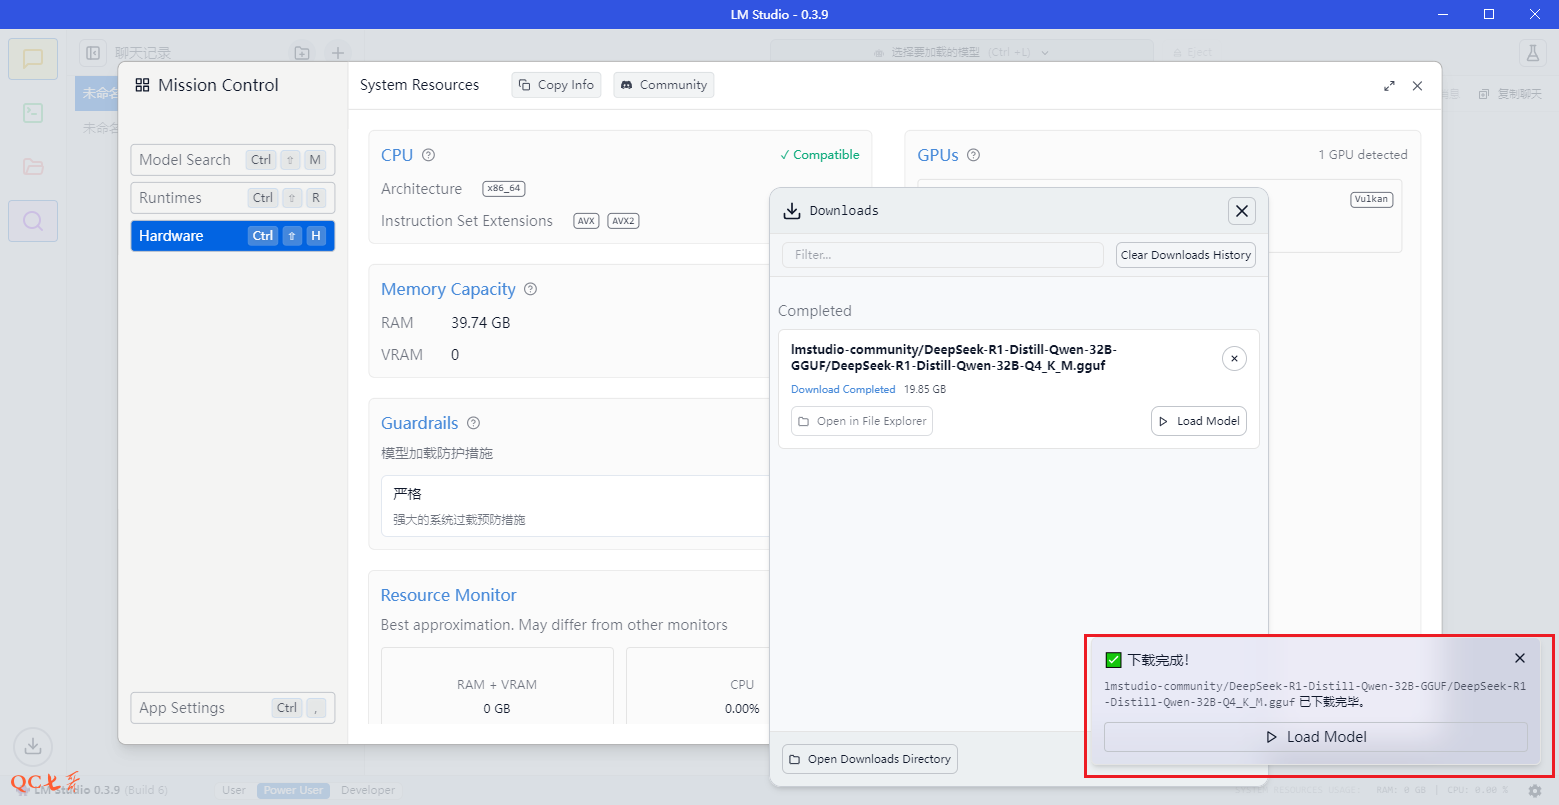 LM Studio - 0.3.9
聊天记录
选择要加载的模型 (Ctrl + L)
Eject
未命名
复制聊天
未命名
Mission Control
System Resources
Copy Info
Community
Model Search Ctrl ⇧ M
Runtimes Ctrl ⇧ R
Hardware Ctrl ⇧ H
App Settings Ctrl ,
CPU
✓ Compatible
Architecture x86_64
Instruction Set Extensions AVX AVX2
GPUs
1 GPU detected
Vulkan
Memory Capacity
RAM 39.74 GB
VRAM 0
Guardrails
模型加载防护措施
严格
强大的系统过载预防措施
Resource Monitor
Best approximation. May differ from other monitors
RAM + VRAM
0 GB
CPU
0.00%
Downloads
Filter...
Clear Downloads History
Completed
lmstudio-community/DeepSeek-R1-Distill-Qwen-32B-
GGUF/DeepSeek-R1-Distill-Qwen-32B-Q4_K_M.gguf
Download Completed 19.85 GB
Open in File Explorer
Load Model
Open Downloads Directory
✅ 下载完成！
lmstudio-community/DeepSeek-R1-Distill-Qwen-32B-GGUF/DeepSeek-R1
-Distill-Qwen-32B-Q4_K_M.gguf 已下载完毕。
Load Model
QC七哥
LM Studio 0.3.9 (Build 6)
User
Power User
Developer
SYSTEM RESOURCES USAGE: RAM: 0 GB | CPU: 0.00 %